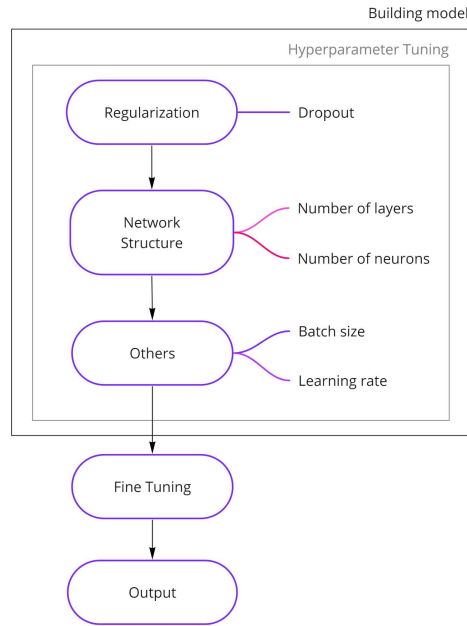 Building model
Hyperparameter Tuning
Regularization
Dropout
Network
Structure
Number of layers
Number of neurons
Others
Batch size
Learning rate
Fine Tuning
Output